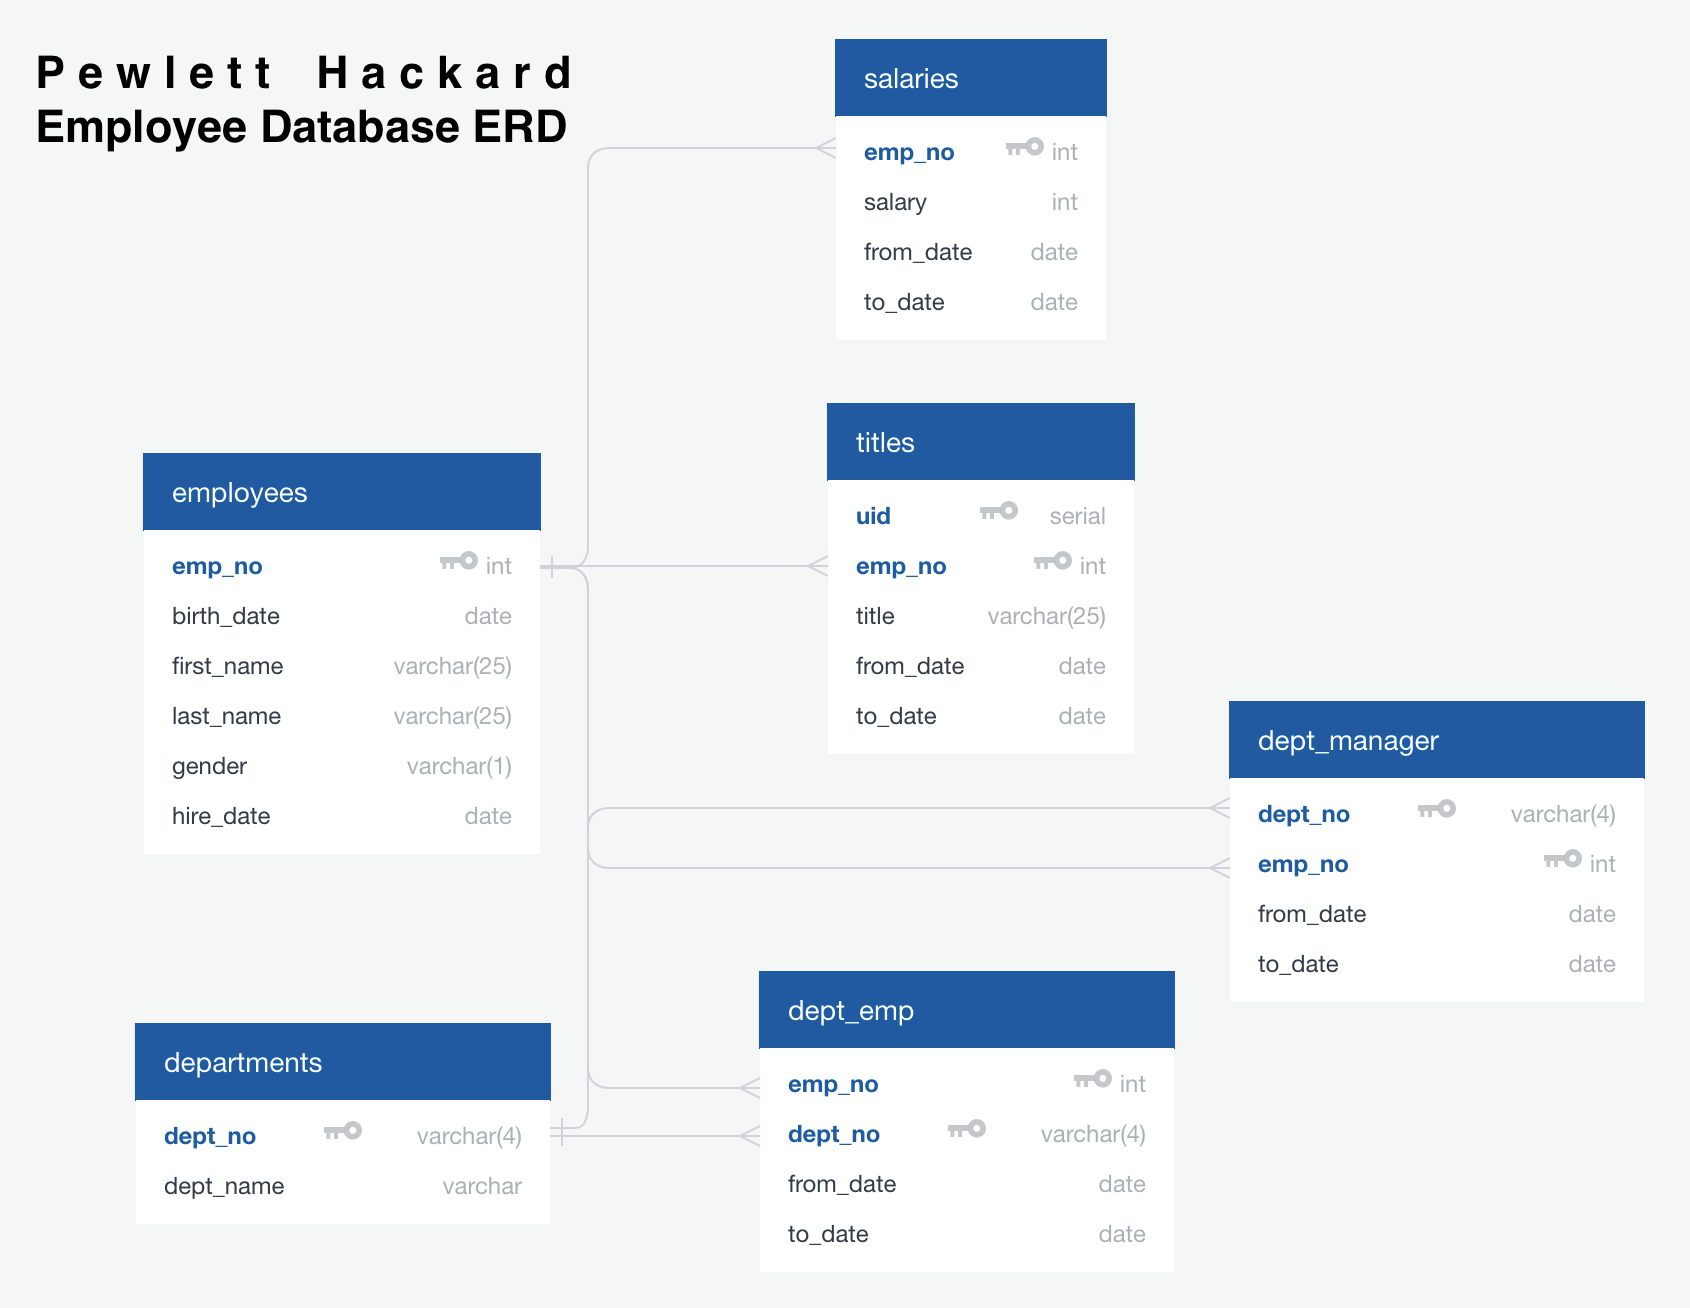 Pewlett Hackard
Employee Database ERD
salaries
emp_no int
salary int
from_date date
to_date date
titles
uid serial
emp_no int
title varchar(25)
from_date date
to_date date
employees
emp_no int
birth_date date
first_name varchar(25)
last_name varchar(25)
gender varchar(1)
hire_date date
dept_manager
dept_no varchar(4)
emp_no int
from_date date
to_date date
dept_emp
emp_no int
dept_no varchar(4)
from_date date
to_date date
departments
dept_no varchar(4)
dept_name varchar